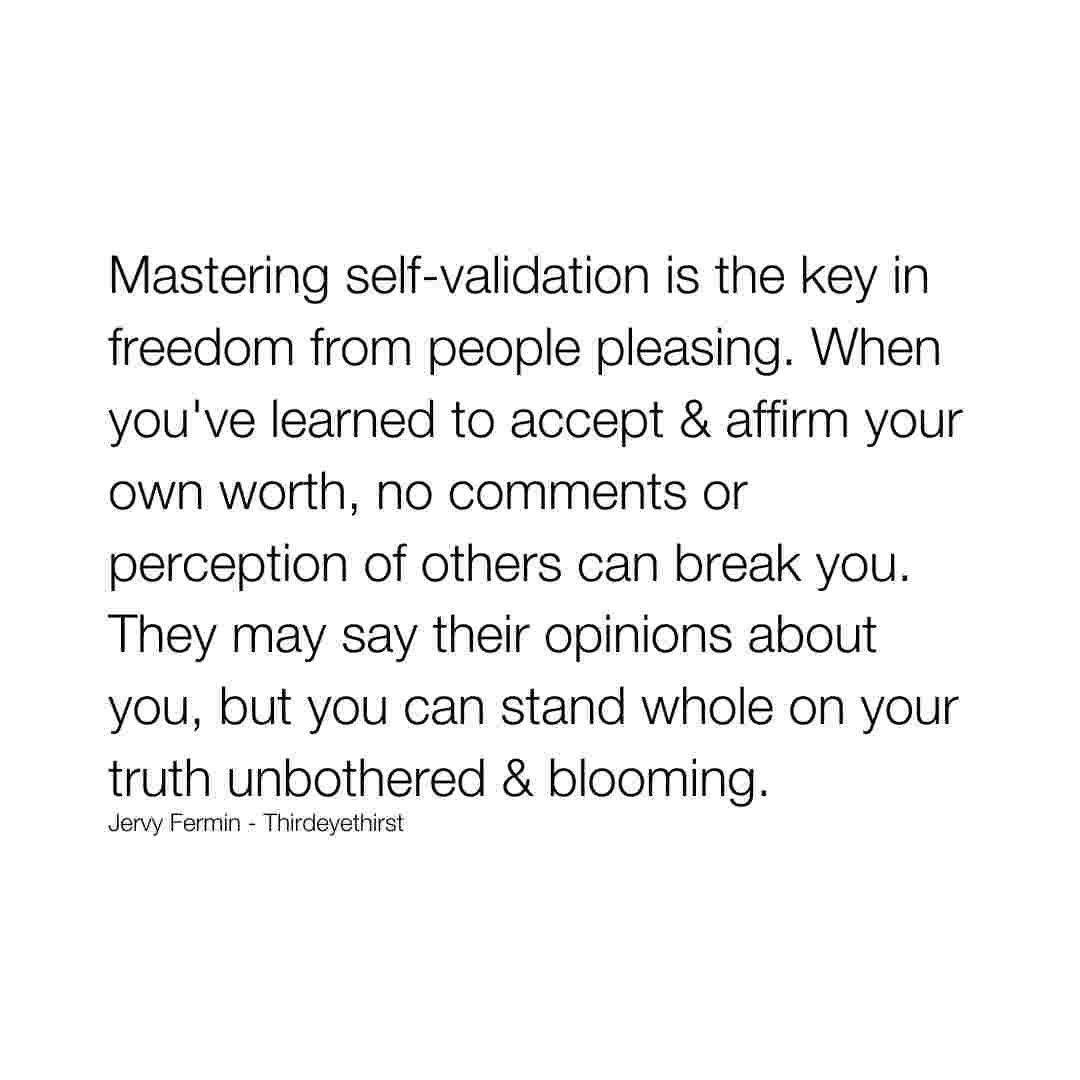 Mastering self-validation is the key in
freedom from people pleasing. When
you've learned to accept & affirm your
own worth, no comments or
perception of others can break you.
They may say their opinions about
you, but you can stand whole on your
truth unbothered & blooming.
Jervy Fermin - Thirdeyethirst